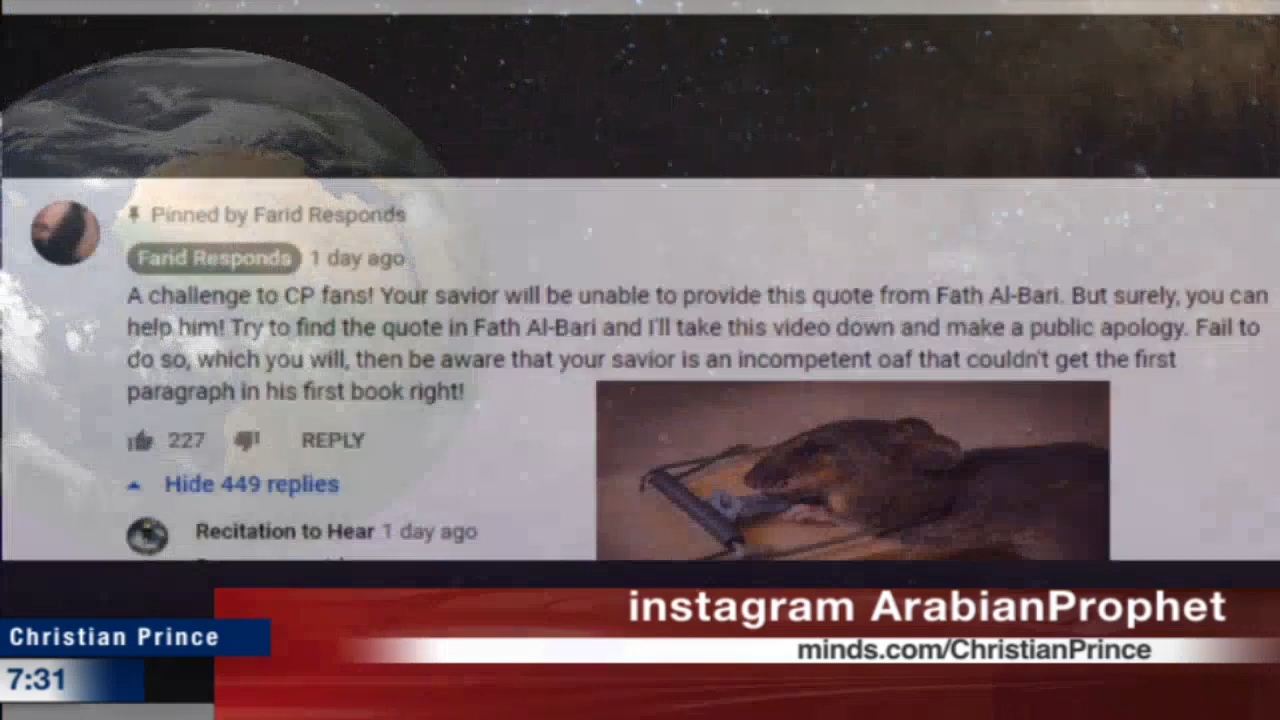 Pinned by Farid Responds
Farid Responds 1 day ago
A challenge to CP fans! Your savior will be unable to provide this quote from Fath Al-Bari. But surely, you can
help him! Try to find the quote in Fath Al-Bari and I'll take this video down and make a public apology. Fail to
do so, which you will, then be aware that your savior is an incompetent oaf that couldn't get the first
paragraph in his first book right!
227 REPLY
Hide 449 replies
Recitation to Hear 1 day ago
instagram ArabianProphet
Christian Prince
minds.com/ChristianPrince
7:31